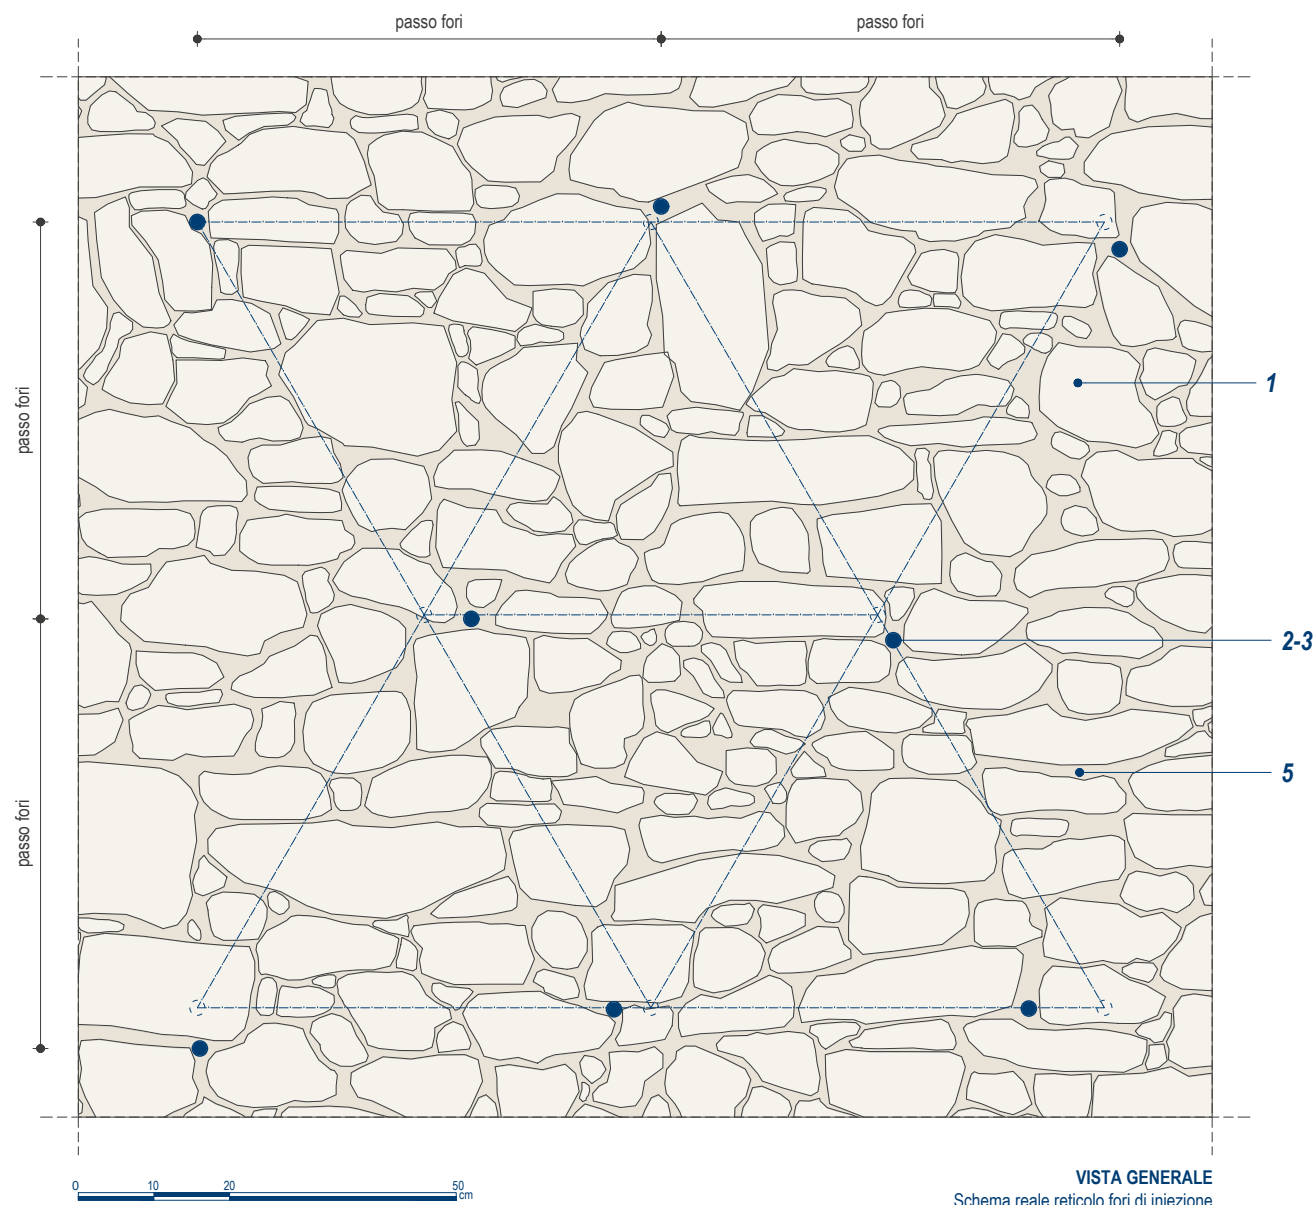 passo fori
passo fori
passo fori
1
2-3
5
passo fori
0
10
20
50
cm
VISTA GENERALE
Schema reale reticolo fori di iniezione